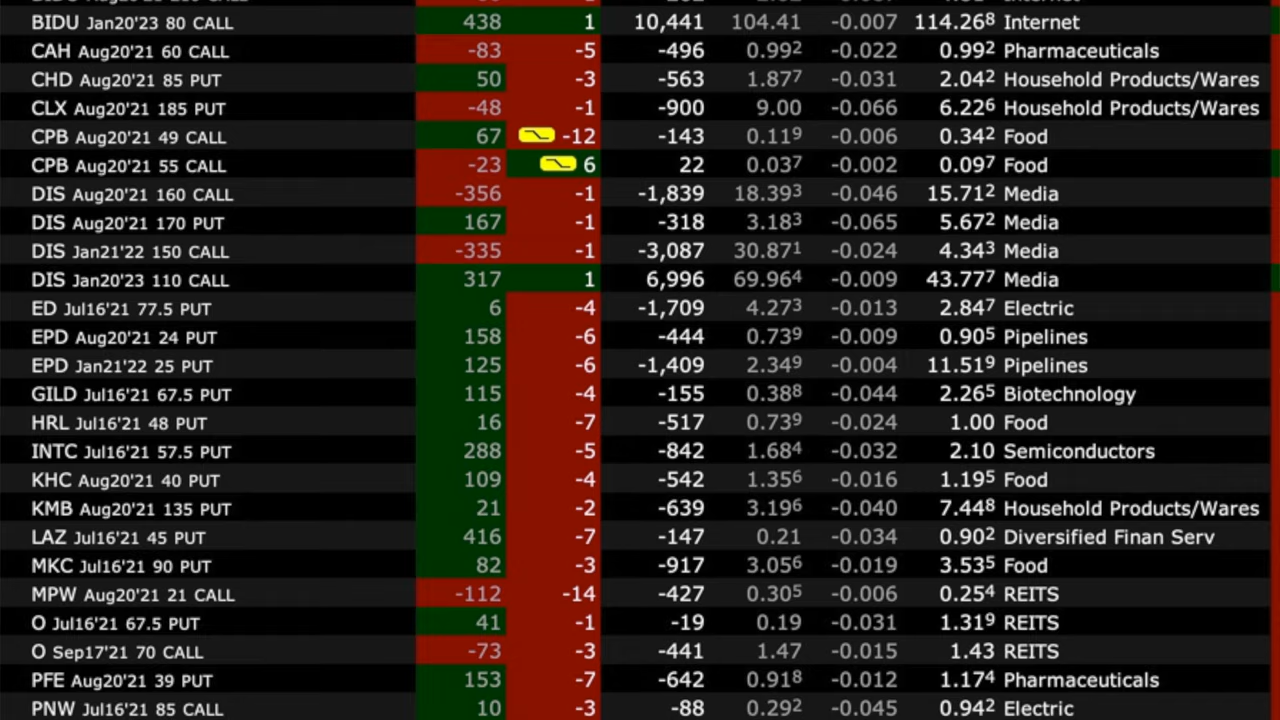 BIDU Jan20'23 80 CALL 438 1 10,441 104.41 -0.007 114.268 Internet
CAH Aug20'21 60 CALL -83 -5 -496 0.992 -0.022 0.992 Pharmaceuticals
CHD Aug20'21 85 PUT 50 -3 -563 1.877 -0.031 2.042 Household Products/Wares
CLX Aug20'21 185 PUT -48 -1 -900 9.00 -0.066 6.226 Household Products/Wares
CPB Aug20'21 49 CALL 67 -12 -143 0.119 -0.006 0.342 Food
CPB Aug20'21 55 CALL -23 6 22 0.037 -0.002 0.097 Food
DIS Aug20'21 160 CALL -356 -1 -1,839 18.393 -0.046 15.712 Media
DIS Aug20'21 170 PUT 167 -1 -318 3.183 -0.065 5.672 Media
DIS Jan21'22 150 CALL -335 -1 -3,087 30.871 -0.024 4.343 Media
DIS Jan20'23 110 CALL 317 1 6,996 69.964 -0.009 43.777 Media
ED Jul16'21 77.5 PUT 6 -4 -1,709 4.273 -0.013 2.847 Electric
EPD Aug20'21 24 PUT 158 -6 -444 0.739 -0.009 0.905 Pipelines
EPD Jan21'22 25 PUT 125 -6 -1,409 2.349 -0.004 11.519 Pipelines
GILD Jul16'21 67.5 PUT 115 -4 -155 0.388 -0.044 2.265 Biotechnology
HRL Jul16'21 48 PUT 16 -7 -517 0.739 -0.024 1.00 Food
INTC Jul16'21 57.5 PUT 288 -5 -842 1.684 -0.032 2.10 Semiconductors
KHC Aug20'21 40 PUT 109 -4 -542 1.356 -0.016 1.195 Food
KMB Aug20'21 135 PUT 21 -2 -639 3.196 -0.040 7.448 Household Products/Wares
LAZ Jul16'21 45 PUT 416 -7 -147 0.21 -0.034 0.902 Diversified Finan Serv
MKC Jul16'21 90 PUT 82 -3 -917 3.056 -0.019 3.535 Food
MPW Aug20'21 21 CALL -112 -14 -427 0.305 -0.006 0.254 REITS
O Jul16'21 67.5 PUT 41 -1 -19 0.19 -0.031 1.319 REITS
O Sep17'21 70 CALL -73 -3 -441 1.47 -0.015 1.43 REITS
PFE Aug20'21 39 PUT 153 -7 -642 0.918 -0.012 1.174 Pharmaceuticals
PNW Jul16'21 85 CALL 10 -3 -88 0.292 -0.045 0.942 Electric